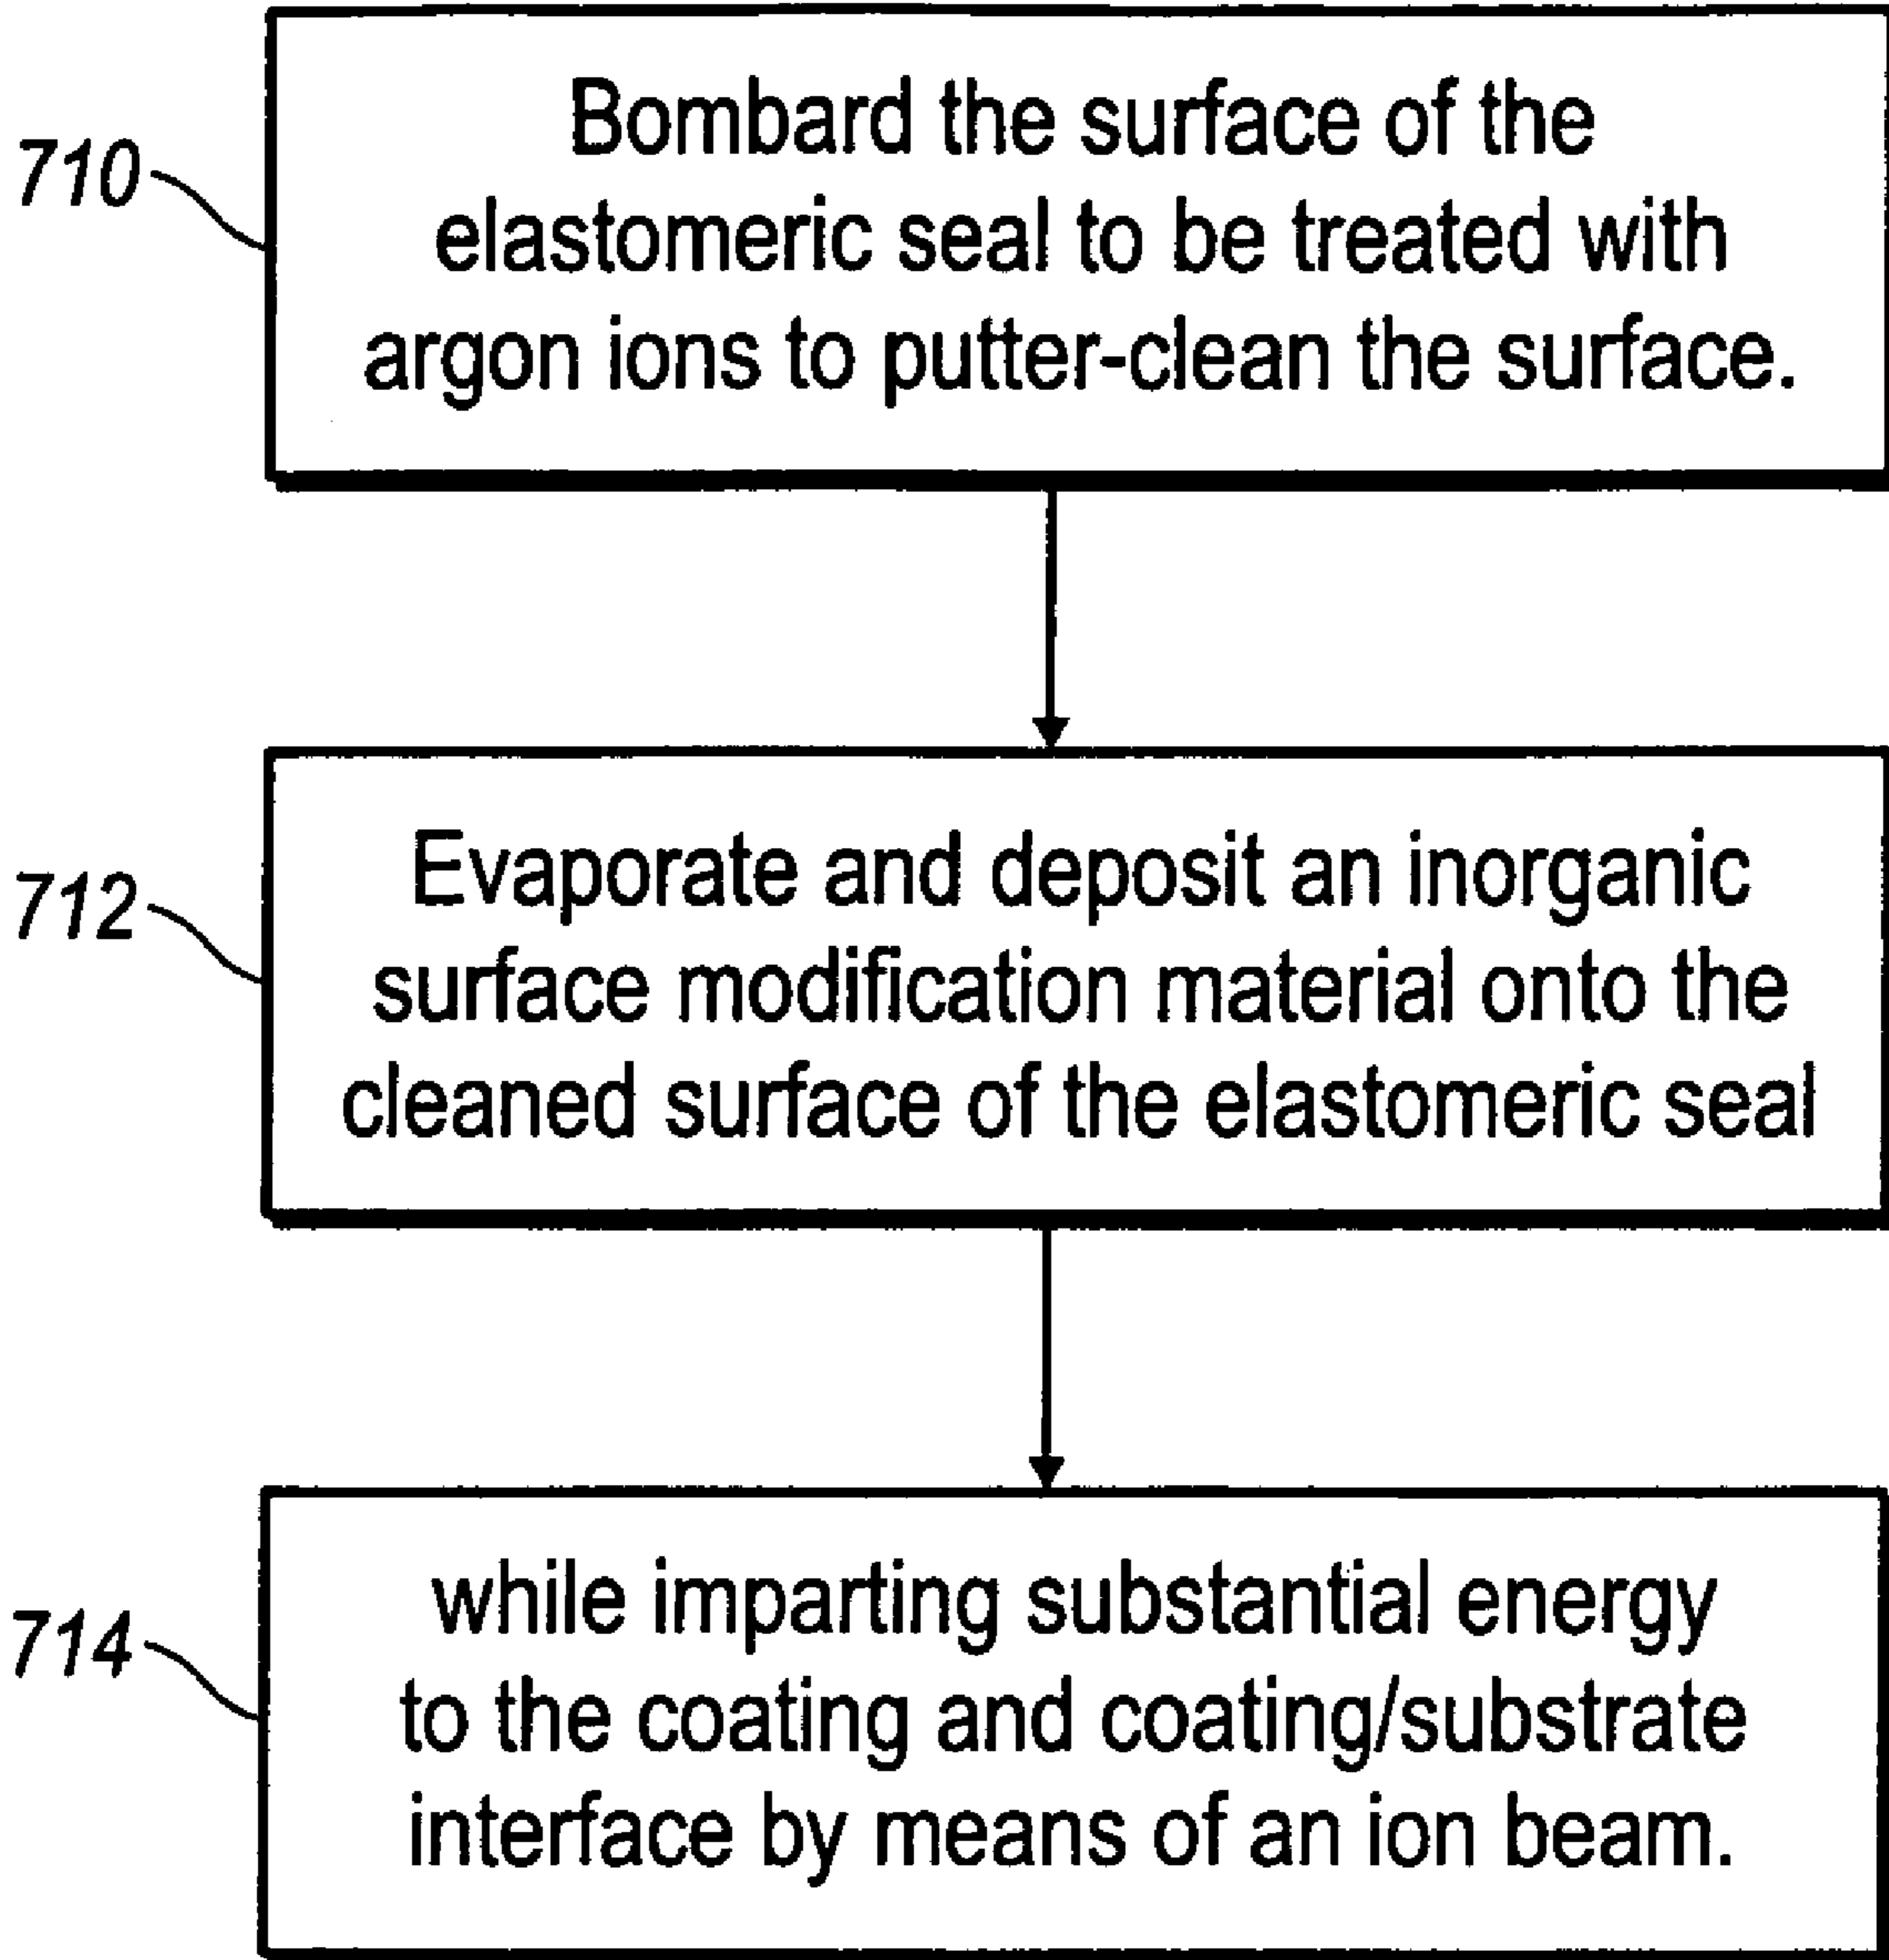 710
Bombard the surface of the
elastomeric seal to be treated with
argon ions to putter-clean the surface.
712
Evaporate and deposit an inorganic
surface modification material onto the
cleaned surface of the elastomeric seal
714
while imparting substantial energy
to the coating and coating/substrate
interface by means of an ion beam.